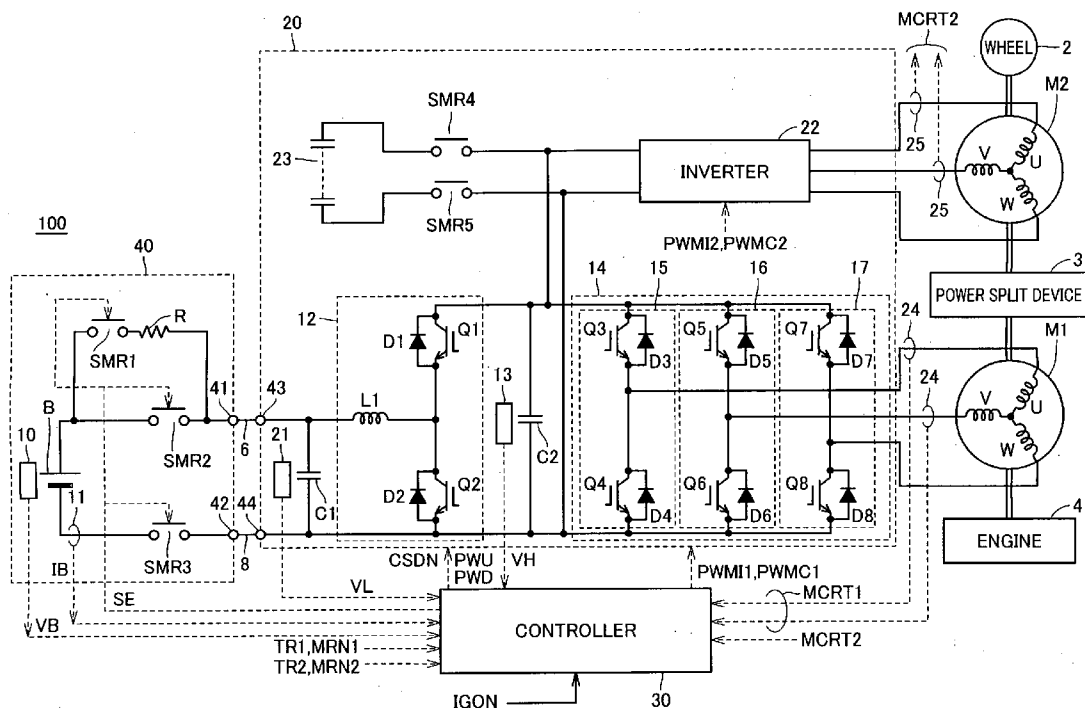 20
MCRT2
WHEEL
2
SMR4
22
M2
23
25
V
U
W
INVERTER
SMR5
25
100
PWMI2,PWMC2
3
40
14
15
16
17
POWER SPLIT DEVICE
R
12
D1
Q1
Q3
D3
Q5
D5
Q7
D7
24
M1
SMR1
41
43
L1
13
24
V
U
W
B
10
SMR2
6
21
C2
11
42
44
C1
D2
Q2
Q4
D4
Q6
D6
Q8
D8
4
ENGINE
SMR3
8
IB
CSDN
PWU
PWD
VH
PWMI1,PWMC1
SE
VL
MCRT1
VB
CONTROLLER
MCRT2
TR1,MRN1
TR2,MRN2
IGON
30